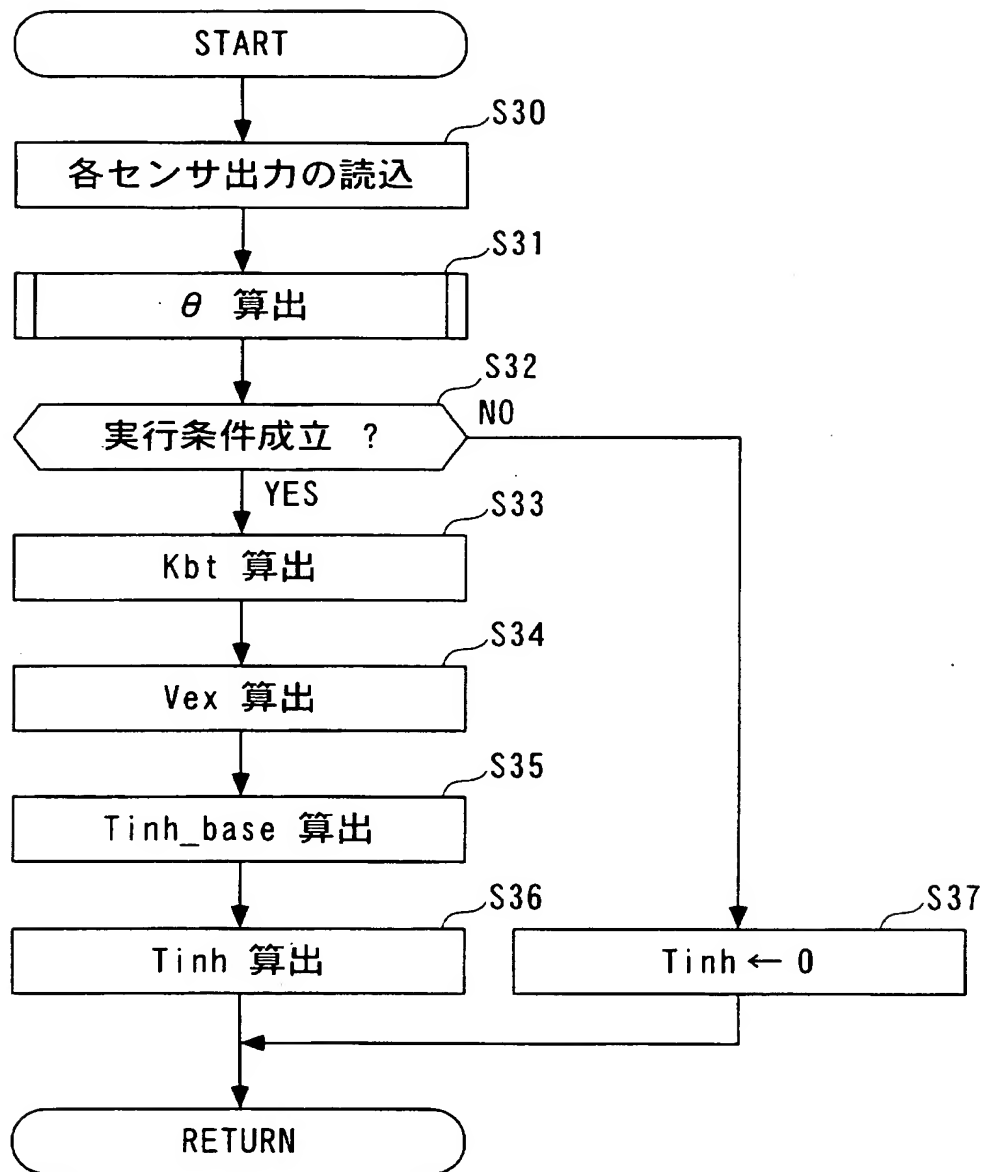 START
S30
各センサ出力の読込
S31
θ 算出
S32
実行条件成立 ?
NO
YES
S33
Kbt 算出
S34
Vex 算出
S35
Tinh_base 算出
S36
Tinh 算出
S37
Tinh ← 0
RETURN